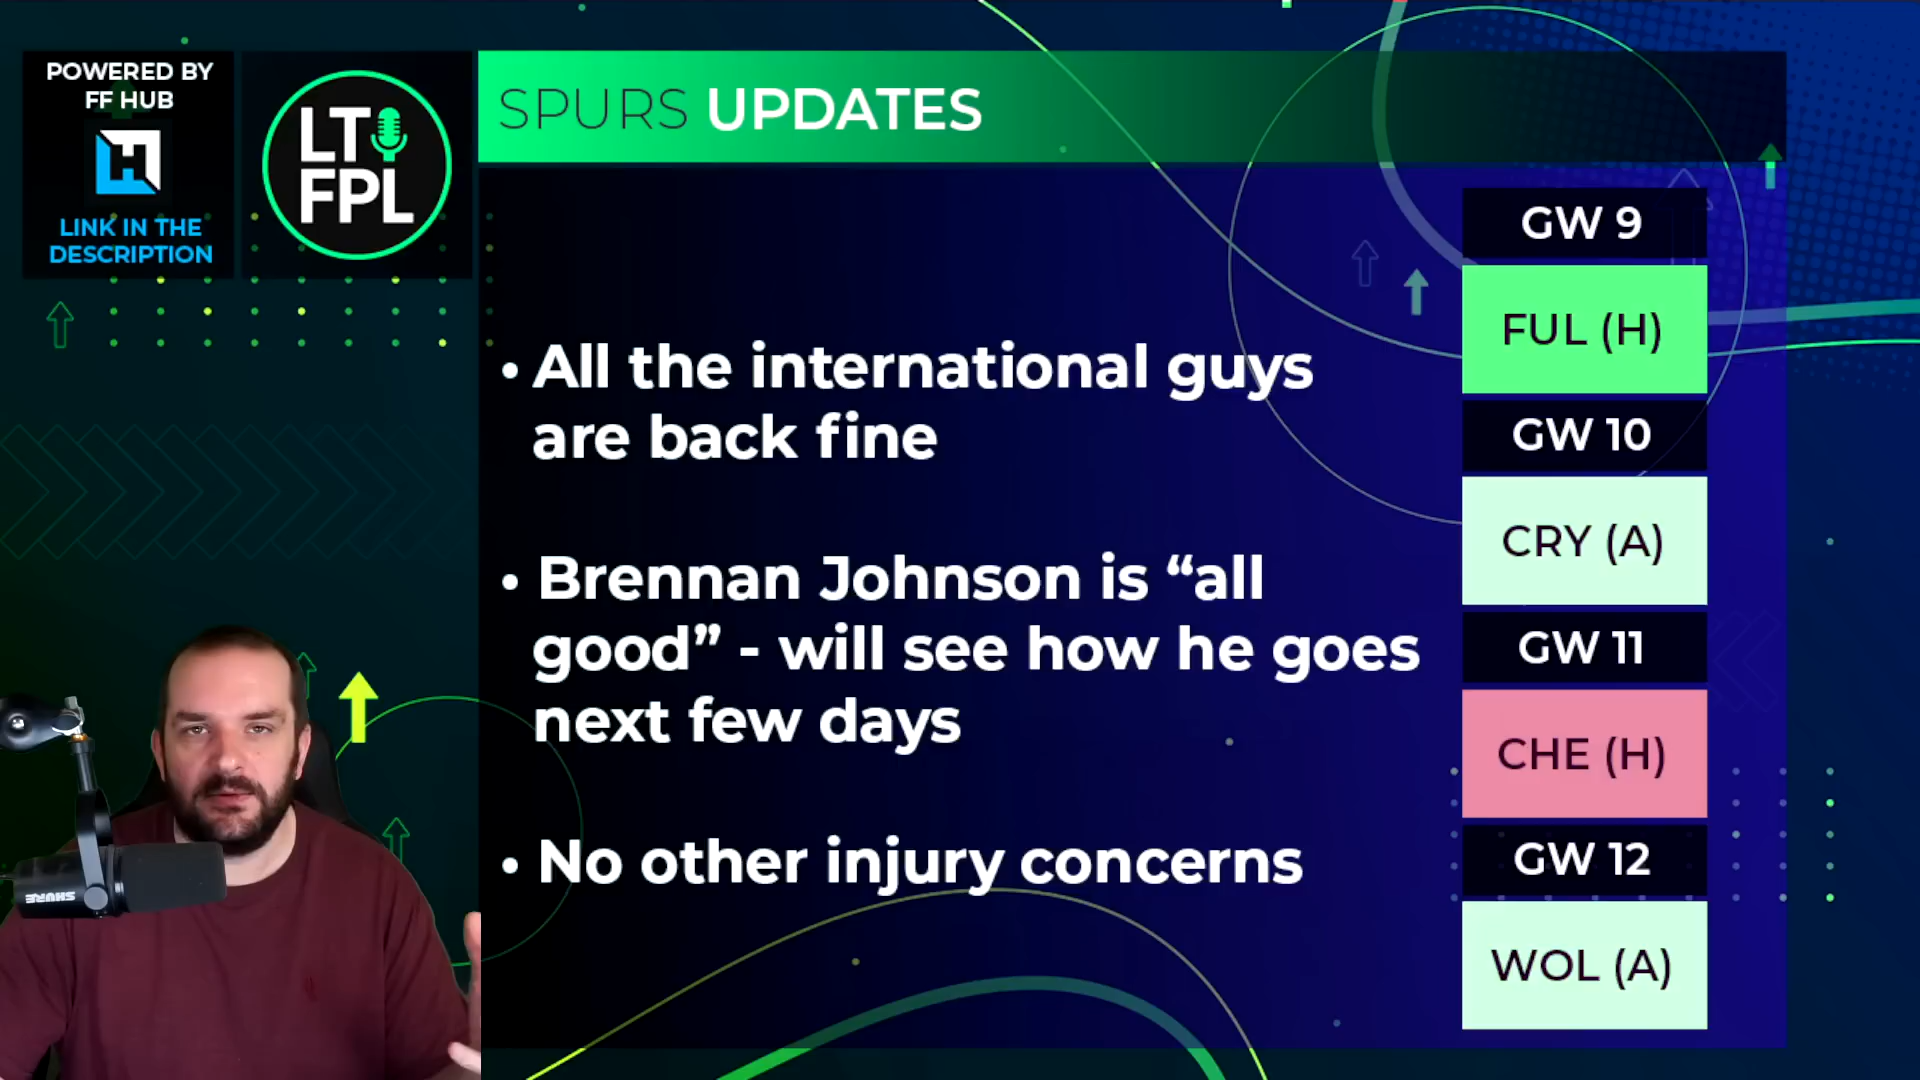 POWERED BY
FF HUB
LINK IN THE
DESCRIPTION
LT
FPL
SPURS UPDATES
• All the international guys
are back fine
• Brennan Johnson is “all
good” - will see how he goes
next few days
• No other injury concerns
GW 9
FUL (H)
GW 10
CRY (A)
GW 11
CHE (H)
GW 12
WOL (A)
SHURE